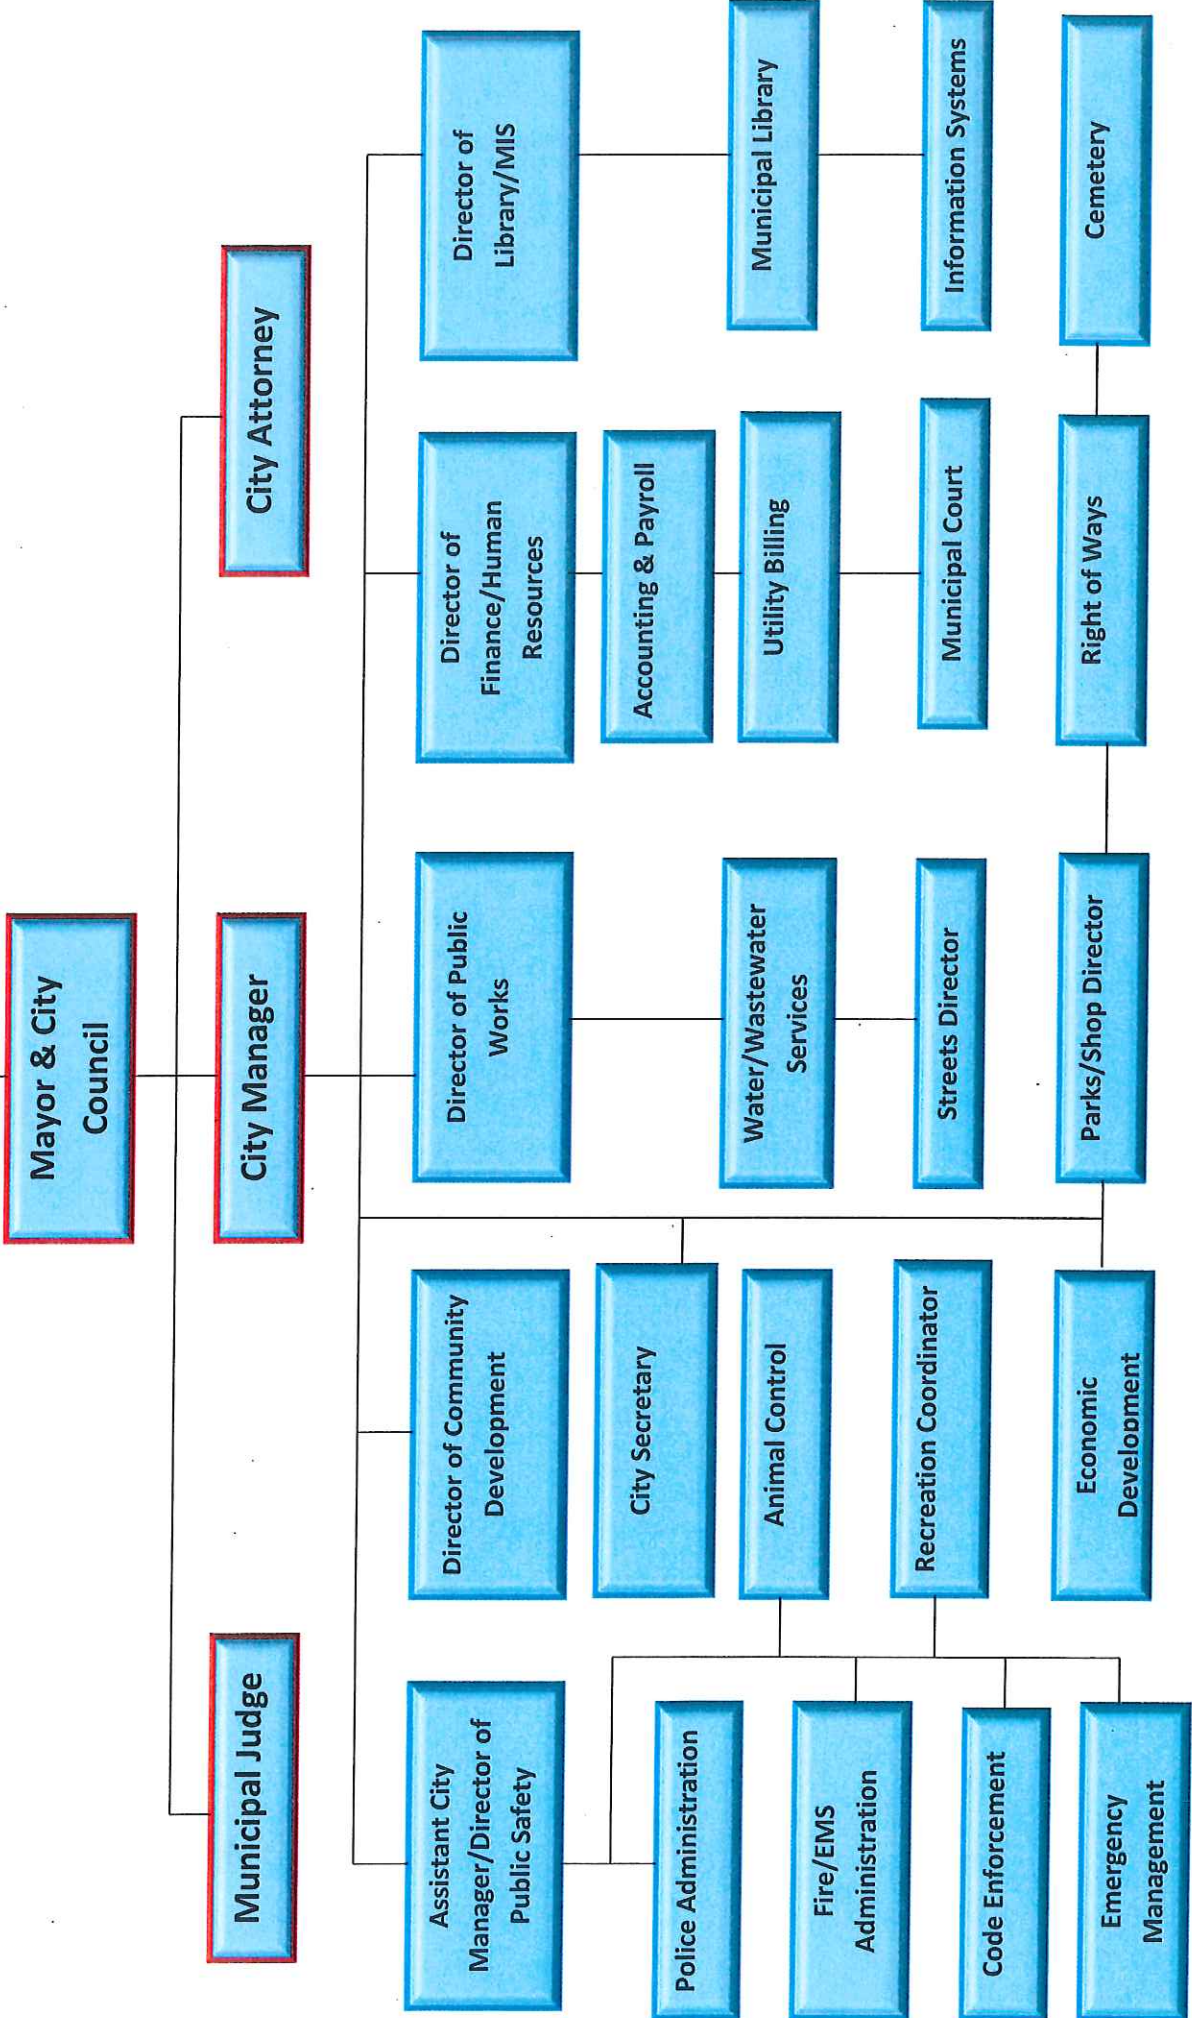 Mayor & City
Council
Municipal Judge
City Manager
City Attorney
Assistant City
Manager/Director of
Public Safety
Director of Community
Development
Director of Public
Works
Director of
Finance/Human
Resources
Director of
Library/MIS
Police Administration
Fire/EMS
Administration
Code Enforcement
Emergency
Management
City Secretary
Animal Control
Recreation Coordinator
Economic
Development
Water/Wastewater
Services
Streets Director
Parks/Shop Director
Accounting & Payroll
Utility Billing
Municipal Court
Right of Ways
Municipal Library
Information Systems
Cemetery